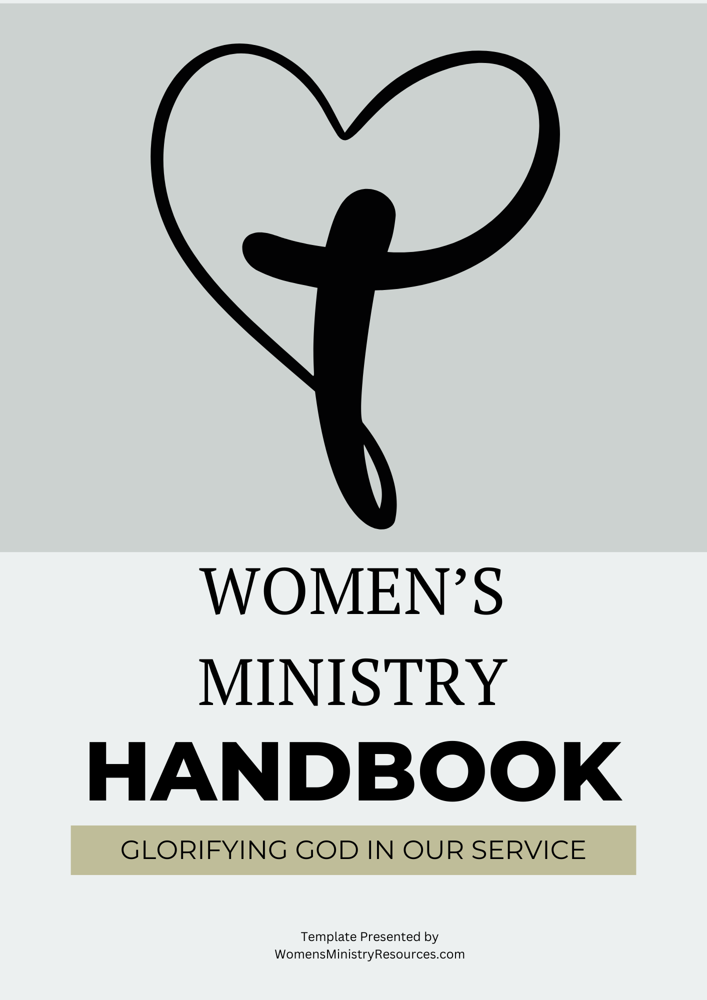 WOMEN’S
MINISTRY
HANDBOOK
GLORIFYING GOD IN OUR SERVICE
Template Presented by
WomensMinistryResources.com